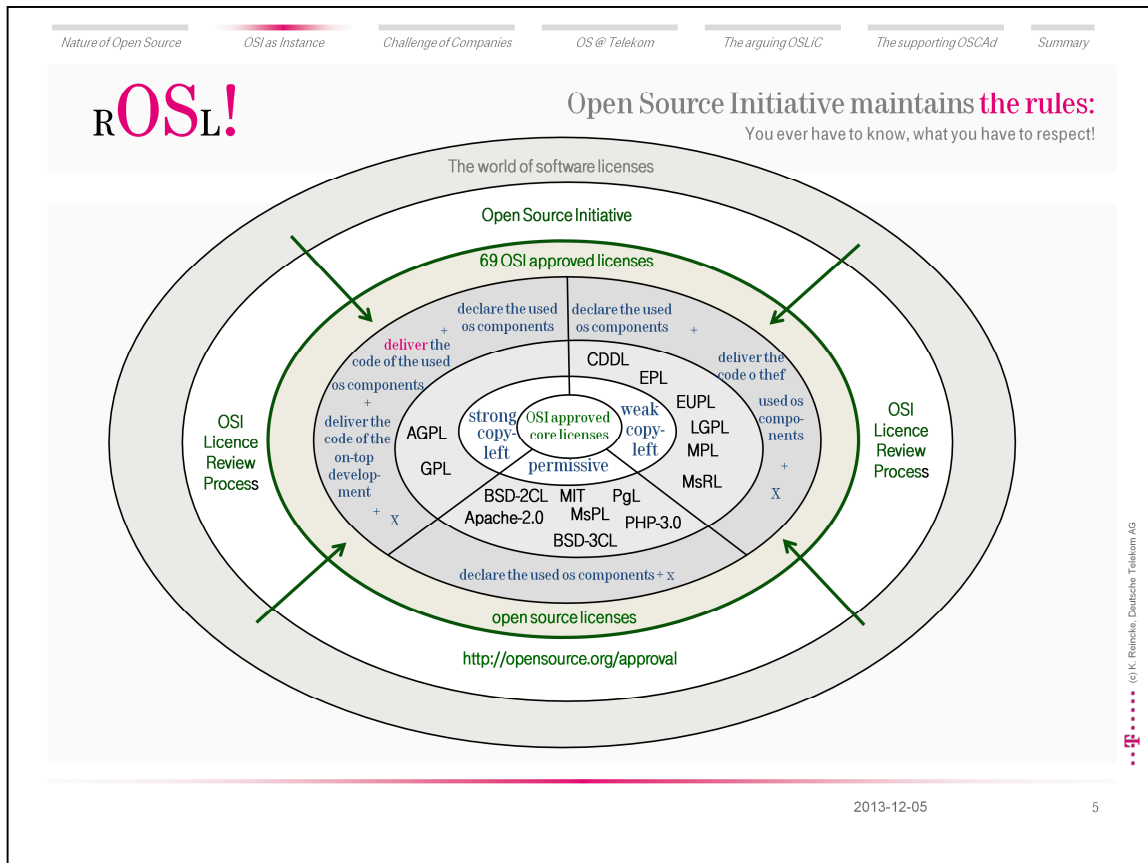 Nature of Open Source
OSI as Instance
Challenge of Companies
OS @ Telekom
The arguing OSLiC
The supporting OSCAd
Summary
ROSL!
Open Source Initiative maintains the rules:
You ever have to know, what you have to respect!
The world of software licenses
Open Source Initiative
69 OSI approved licenses
declare the used
os components
+
deliver the
code of the used
os components
+
deliver the
code of the
on-top
develop-
ment
+
X
declare the used
os components
+
deliver the
code o thef
used os
compo-
nents
+
X
CDDL
EPL
EUPL
LGPL
MPL
MsRL
AGPL
GPL
strong
copy-
left
OSI approved
core licenses
weak
copy-
left
permissive
BSD-2CL MIT PgL
Apache-2.0 MsPL PHP-3.0
BSD-3CL
declare the used os components + x
OSI
Licence
Review
Process
OSI
Licence
Review
Process
open source licenses
http://opensource.org/approval
(c) K. Reincke, Deutsche Telekom AG
T
2013-12-05
5